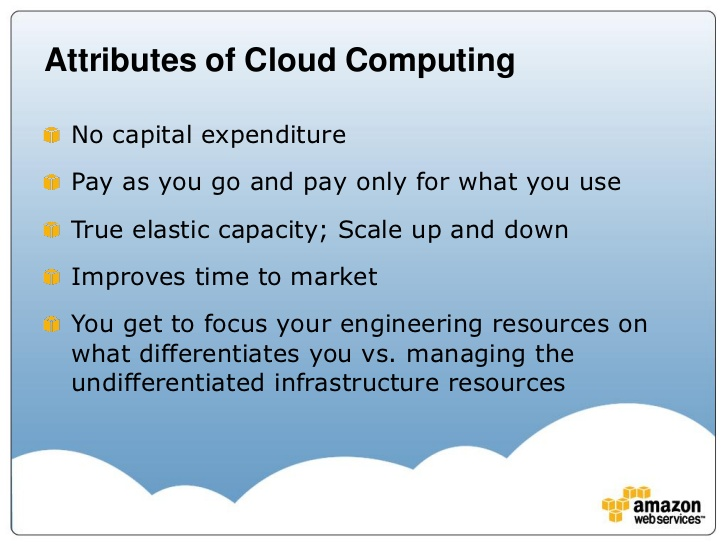 Attributes of Cloud Computing
No capital expenditure
Pay as you go and pay only for what you use
True elastic capacity; Scale up and down
Improves time to market
You get to focus your engineering resources on
what differentiates you vs. managing the
undifferentiated infrastructure resources
amazon
webservices™